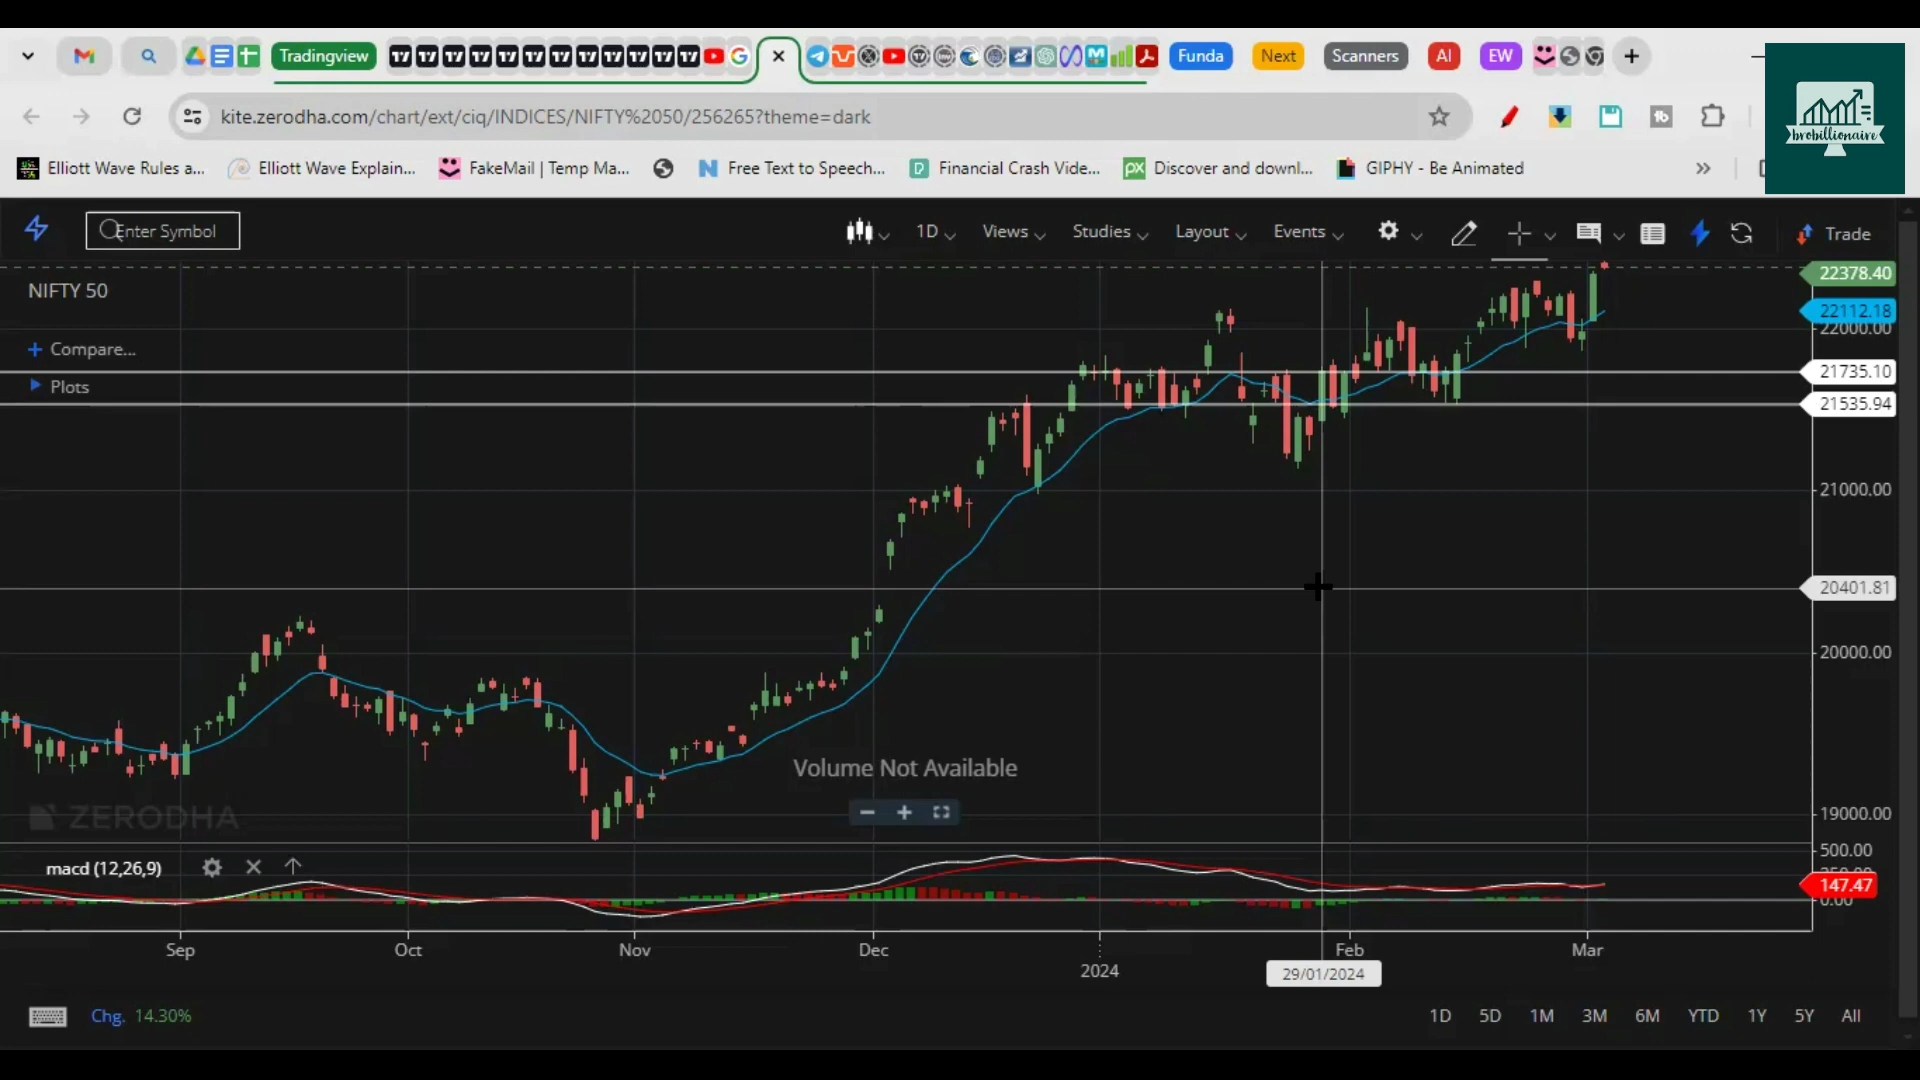 Tradingview
Funda
Next
Scanners
AI
EW
kite.zerodha.com/chart/ext/ciq/INDICES/NIFTY%2050/256265?theme=dark
brobillionaire
Elliott Wave Rules a...
Elliott Wave Explain...
FakeMail | Temp Ma...
Free Text to Speech...
Financial Crash Vide...
Discover and downl...
GIPHY - Be Animated
Enter Symbol
1D
Views
Studies
Layout
Events
Trade
NIFTY 50
Compare...
Plots
22378.40
22112.18
22000.00
21735.10
21535.94
21000.00
20401.81
20000.00
19000.00
Volume Not Available
ZERODHA
macd (12,26,9)
500.00
147.47
0.00
Sep
Oct
Nov
Dec
2024
Feb
Mar
29/01/2024
Chg. 14.30%
1D 5D 1M 3M 6M YTD 1Y 5Y All